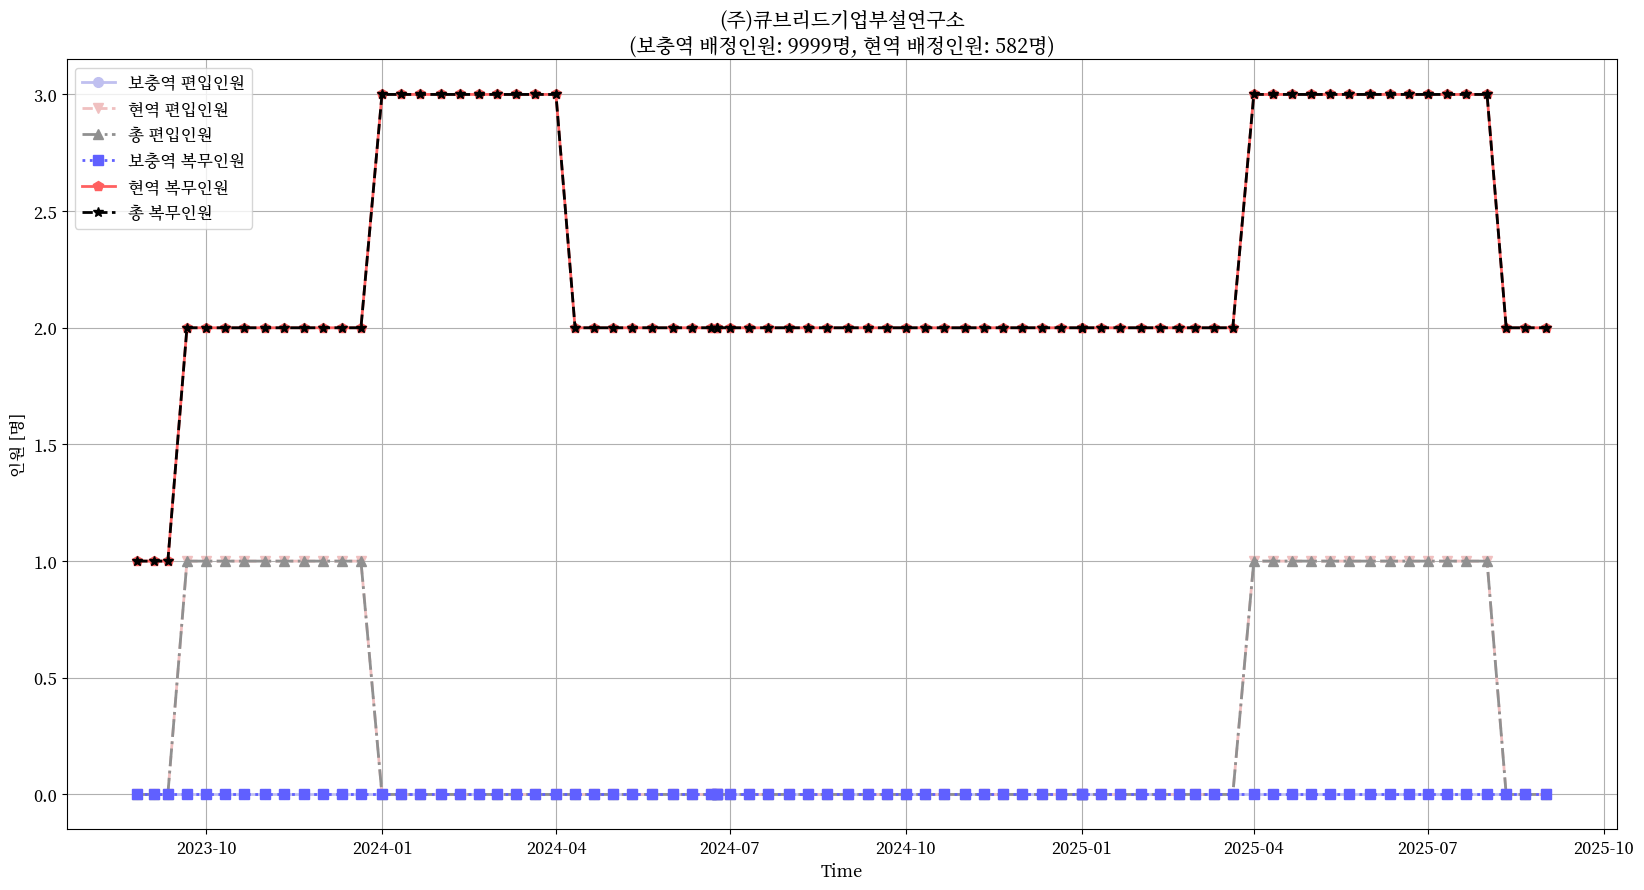 (주)큐브리드기업부설연구소
(보충역 배정인원: 9999명, 현역 배정인원: 582명)
보충역 편입인원
현역 편입인원
총 편입인원
보충역 복무인원
현역 복무인원
총 복무인원
3.0
2.5
2.0
1.5
1.0
0.5
0.0
인원 [명]
2023-10 2024-01 2024-04 2024-07 2024-10 2025-01 2025-04 2025-07 2025-10
Time